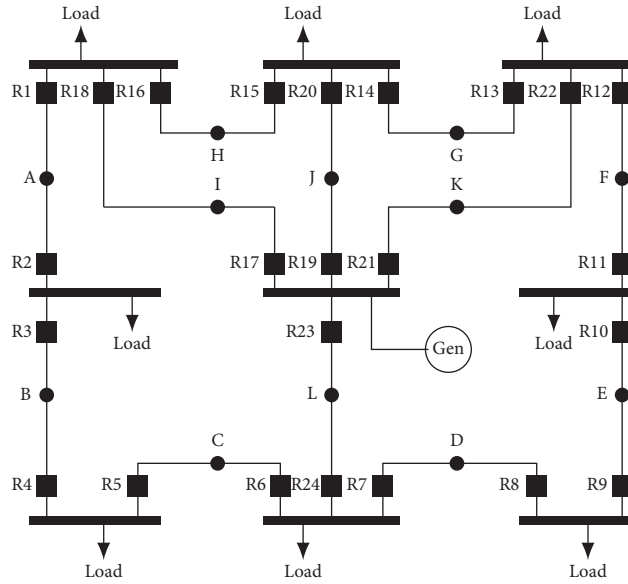 Load Load Load
R1 R18 R16 R15 R20 R14 R13 R22 R12
H G
A I J K F
R2 R17 R19 R21 R11
R3 Load R23 Gen Load R10
B L E
C D
R4 R5 R6 R24 R7 R8 R9
Load Load Load